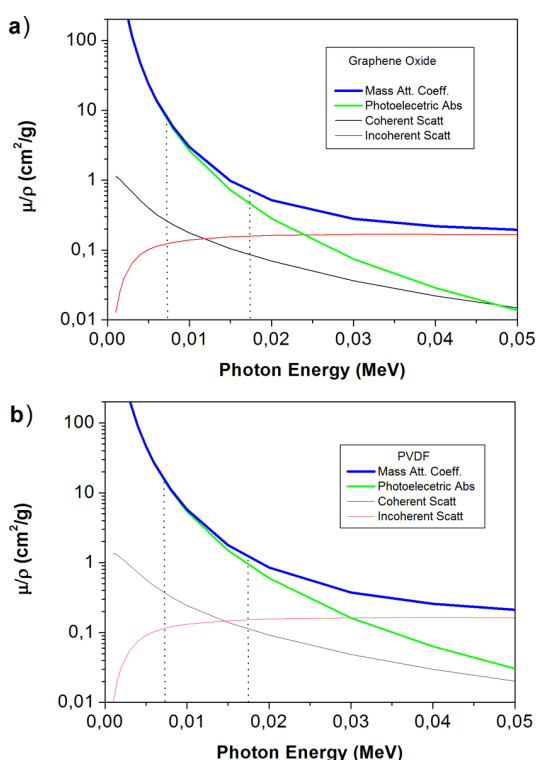 a)
μ/ρ (cm²/g)
100
10
1
0,1
0,01
Graphene Oxide
Mass Att. Coeff.
Photoelecetric Abs
Coherent Scatt
Incoherent Scatt
0,00 0,01 0,02 0,03 0,04 0,05
Photon Energy (MeV)
b)
μ/ρ (cm²/g)
100
10
1
0,1
0,01
PVDF
Mass Att. Coeff.
Photoelecetric Abs
Coherent Scatt
Incoherent Scatt
0,00 0,01 0,02 0,03 0,04 0,05
Photon Energy (MeV)